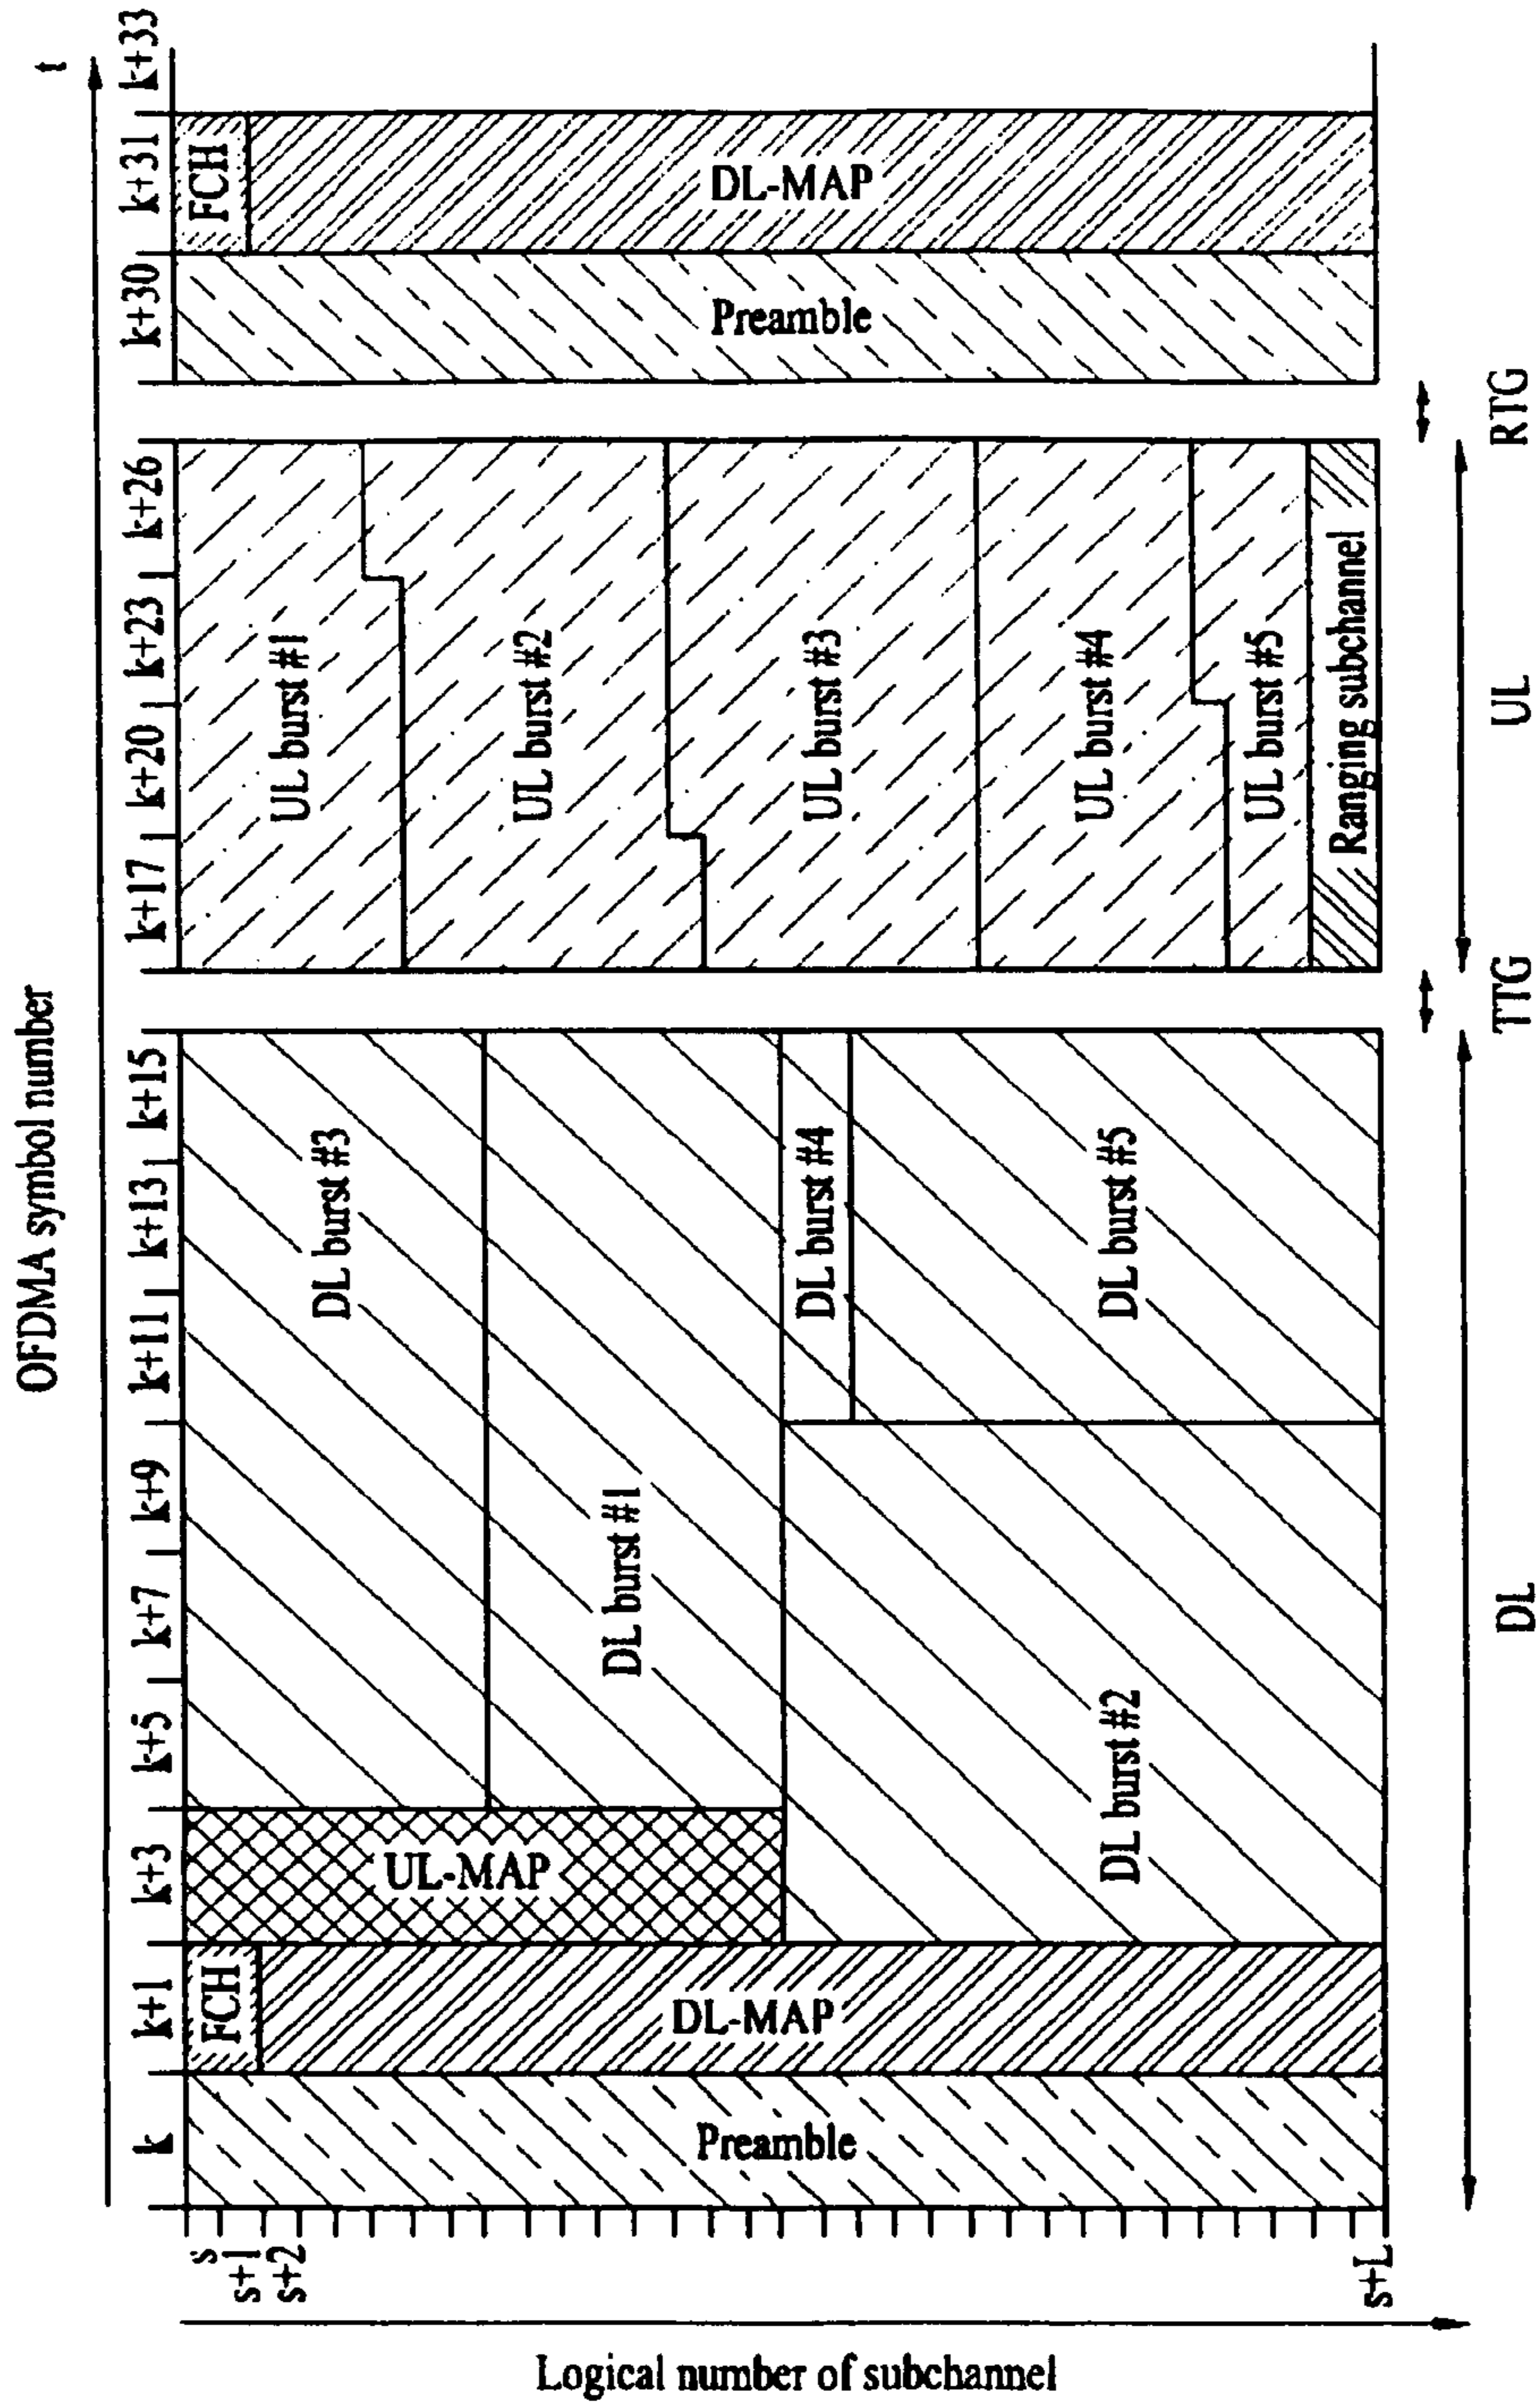 OFDMA symbol number
t
k
k+1
k+3
k+5
k+7
k+9
k+11
k+13
k+15
k+17
k+20
k+23
k+26
k+30
k+31
k+33
Logical number of subchannel
s
s+1
s+2
s+L
Preamble
FCH
DL-MAP
UL-MAP
DL burst #3
DL burst #1
DL burst #2
DL burst #4
DL burst #5
UL burst #1
UL burst #2
UL burst #3
UL burst #4
UL burst #5
Ranging subchannel
Preamble
FCH
DL-MAP
DL
TTG
UL
RTG